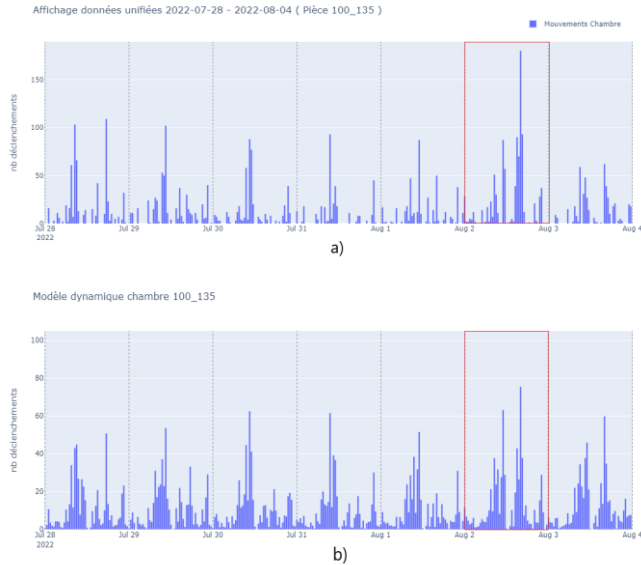 Affichage données unifiées 2022-07-28 - 2022-08-04 ( Pièce 100_135 )
Mouvements Chambre
nb déclenchements
150
100
50
0
Jul 28 Jul 29 Jul 30 Jul 31 Aug 1 Aug 2 Aug 3 Aug 4
2022
a)
Modèle dynamique chambre 100_135
nb déclenchements
100
80
60
40
20
0
Jul 28 Jul 29 Jul 30 Jul 31 Aug 1 Aug 2 Aug 3 Aug 4
2022
b)